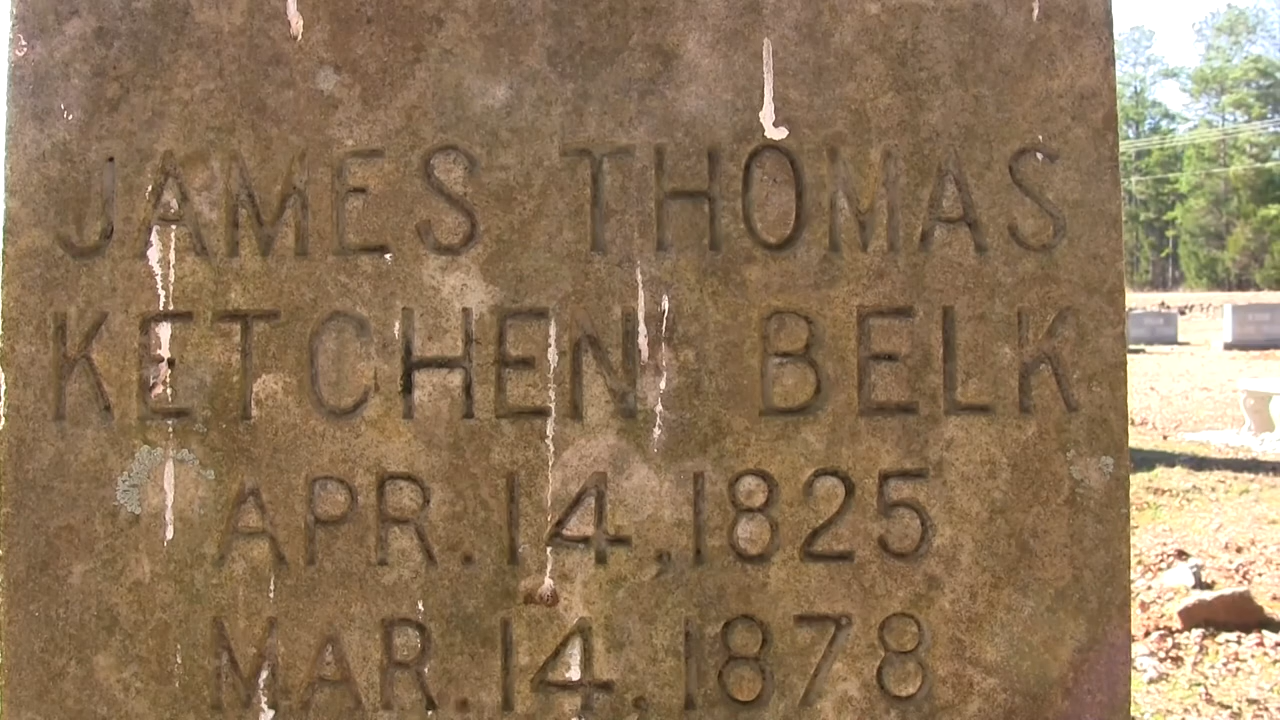 JAMES THOMAS
KETCHEN BELK
APR. 14, 1825
MAR. 14, 1878